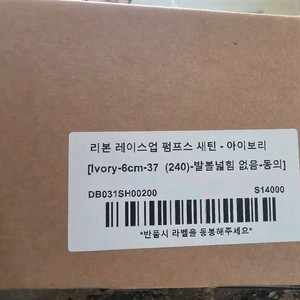 리본 레이스업 펌프스 새틴 - 아이보리
[Ivory-6cm-37 (240)-발볼넓힘 없음-동의]
DB031SH00200 S14000
*반품시 라벨을 동봉해주세요*